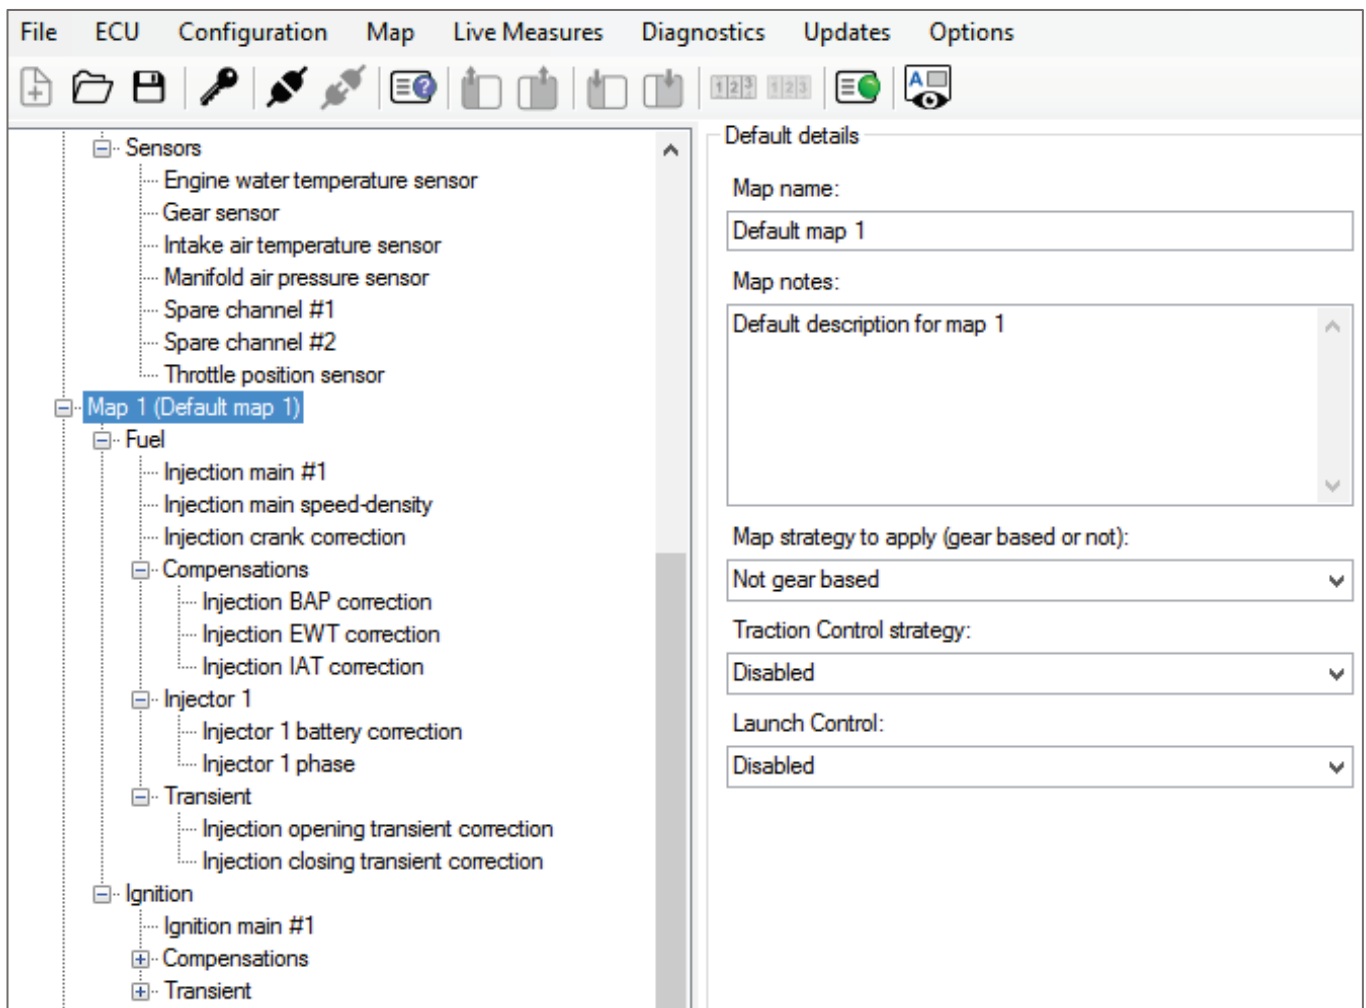 File ECU Configuration Map Live Measures Diagnostics Updates Options
Sensors
Engine water temperature sensor
Gear sensor
Intake air temperature sensor
Manifold air pressure sensor
Spare channel #1
Spare channel #2
Throttle position sensor
Map 1 (Default map 1)
Fuel
Injection main #1
Injection main speed-density
Injection crank correction
Compensations
Injection BAP correction
Injection EWT correction
Injection IAT correction
Injector 1
Injector 1 battery correction
Injector 1 phase
Transient
Injection opening transient correction
Injection closing transient correction
Ignition
Ignition main #1
Compensations
Transient
Default details
Map name:
Default map 1
Map notes:
Default description for map 1
Map strategy to apply (gear based or not):
Not gear based
Traction Control strategy:
Disabled
Launch Control:
Disabled